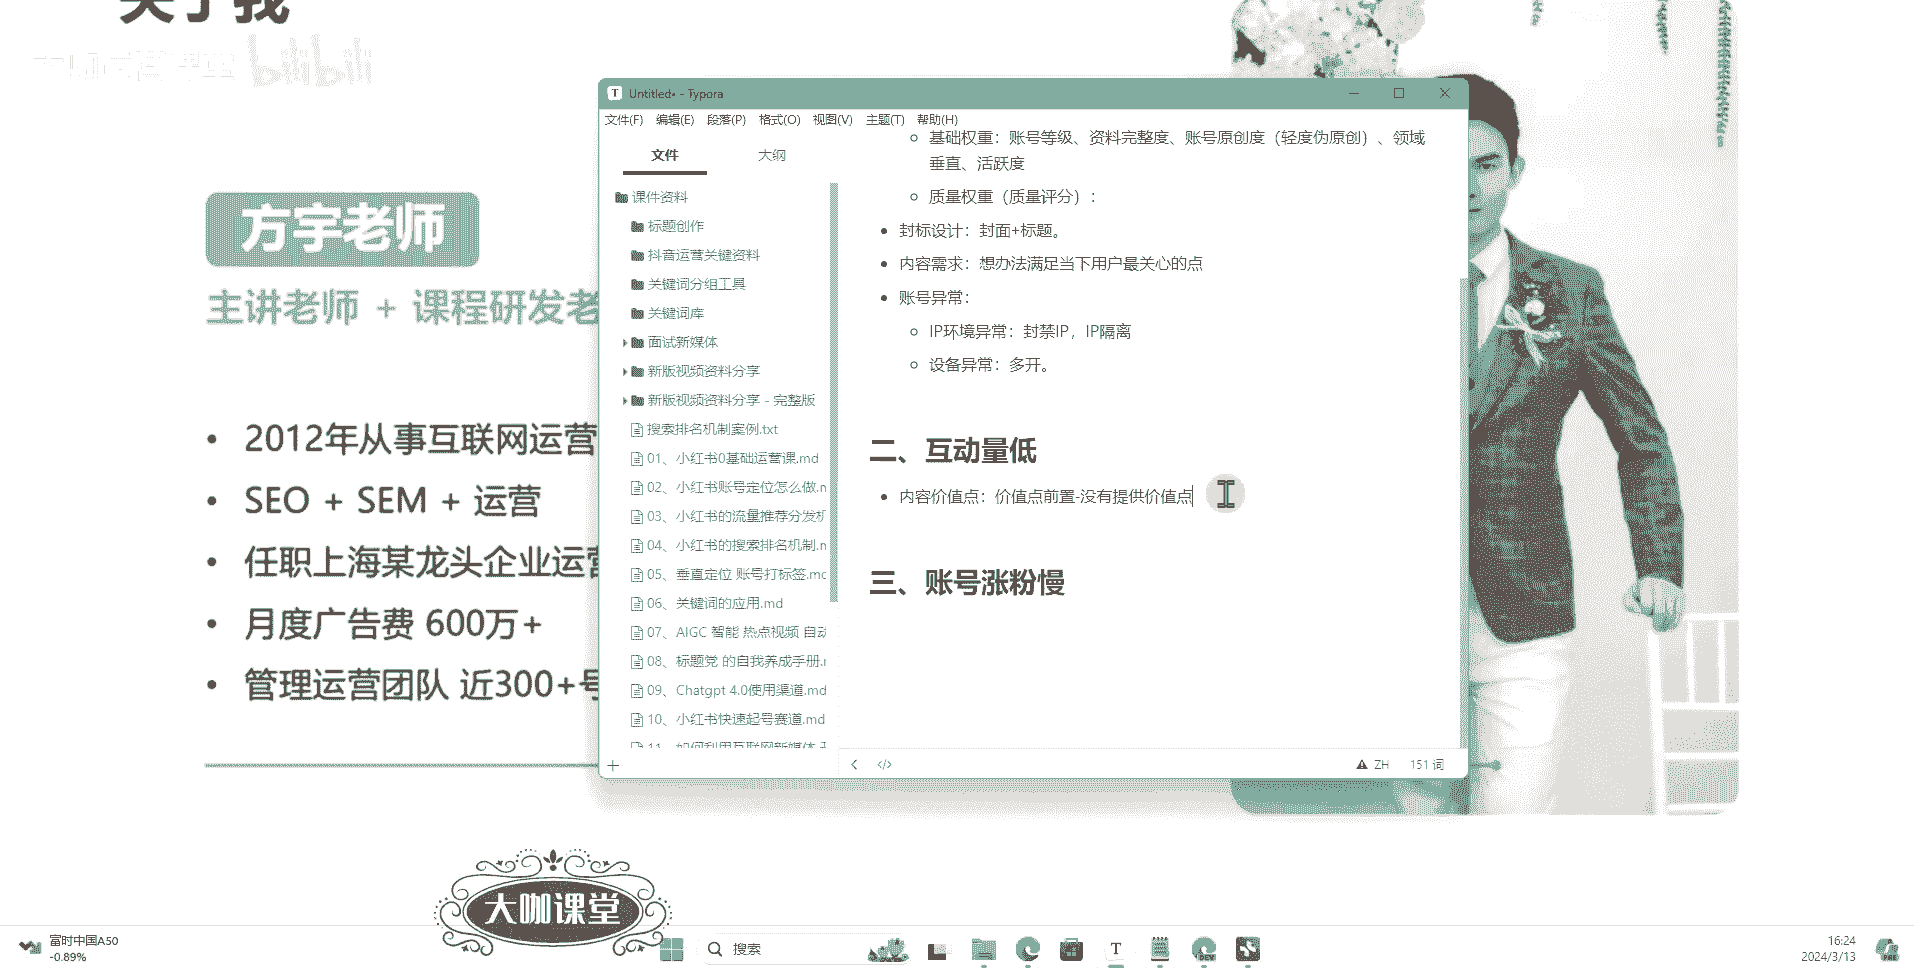 关于我
bilibili
方宇老师
主讲老师 + 课程研发老
2012年从事互联网运营
SEO + SEM + 运营
任职上海某龙头企业运营
月度广告费 600万+
管理运营团队 近300+号
Untitled• - Typora
文件(F) 编辑(E) 段落(P) 格式(O) 视图(V) 主题(T) 帮助(H)
文件 大纲
课件资料
标题创作
抖音运营关键资料
关键词分组工具
关键词库
面试新媒体
新版视频资料分享
新版视频资料分享 - 完整版
搜索排名机制案例.txt
01、小红书0基础运营课.md
02、小红书账号定位怎么做.m
03、小红书的流量推荐分发机
04、小红书的搜索排名机制.m
05、垂直定位 账号打标签.mc
06、关键词的应用.md
07、AIGC 智能 热点视频 自动
08、标题党 的自我养成手册.r
09、Chatgpt 4.0使用渠道.md
10、小红书快速起号赛道.md
11、如何利用互联网新媒体
基础权重：账号等级、资料完整度、账号原创度（轻度伪原创）、领域
垂直、活跃度
质量权重（质量评分）：
封标设计：封面+标题。
内容需求：想办法满足当下用户最关心的点
账号异常：
IP环境异常：封禁IP，IP隔离
设备异常：多开。
二、互动量低
内容价值点：价值点前置-没有提供价值点
三、账号涨粉慢
ZH 151 词
大咖课堂
富时中国A50
-0.89%
搜索
T
DEV
16:24
2024/3/13
PRE